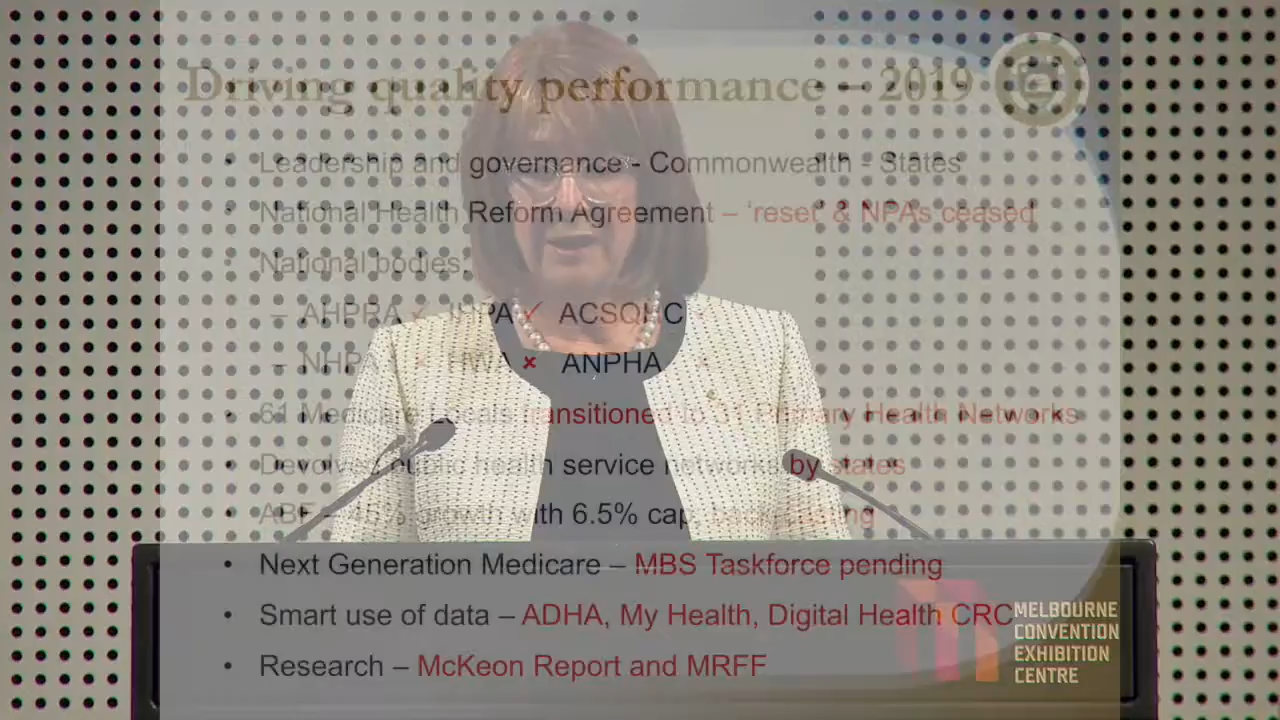 Driving quality performance – 2019
• Leadership and governance - Commonwealth - States
• National Health Reform Agreement – ‘reset’ & NPAs ceased
• National bodies,
– AHPRA ✓ IHPA ✓ ACSQHC
– NHPA HWA × ANPHA
• 61 Medicare Locals transitioned to 31 Primary Health Networks
• Devolved public health service networks by states
• ABF – 45% growth with 6.5% cap
• Next Generation Medicare – MBS Taskforce pending
• Smart use of data – ADHA, My Health, Digital Health CRC
• Research – McKeon Report and MRFF
MELBOURNE
CONVENTION
EXHIBITION
CENTRE